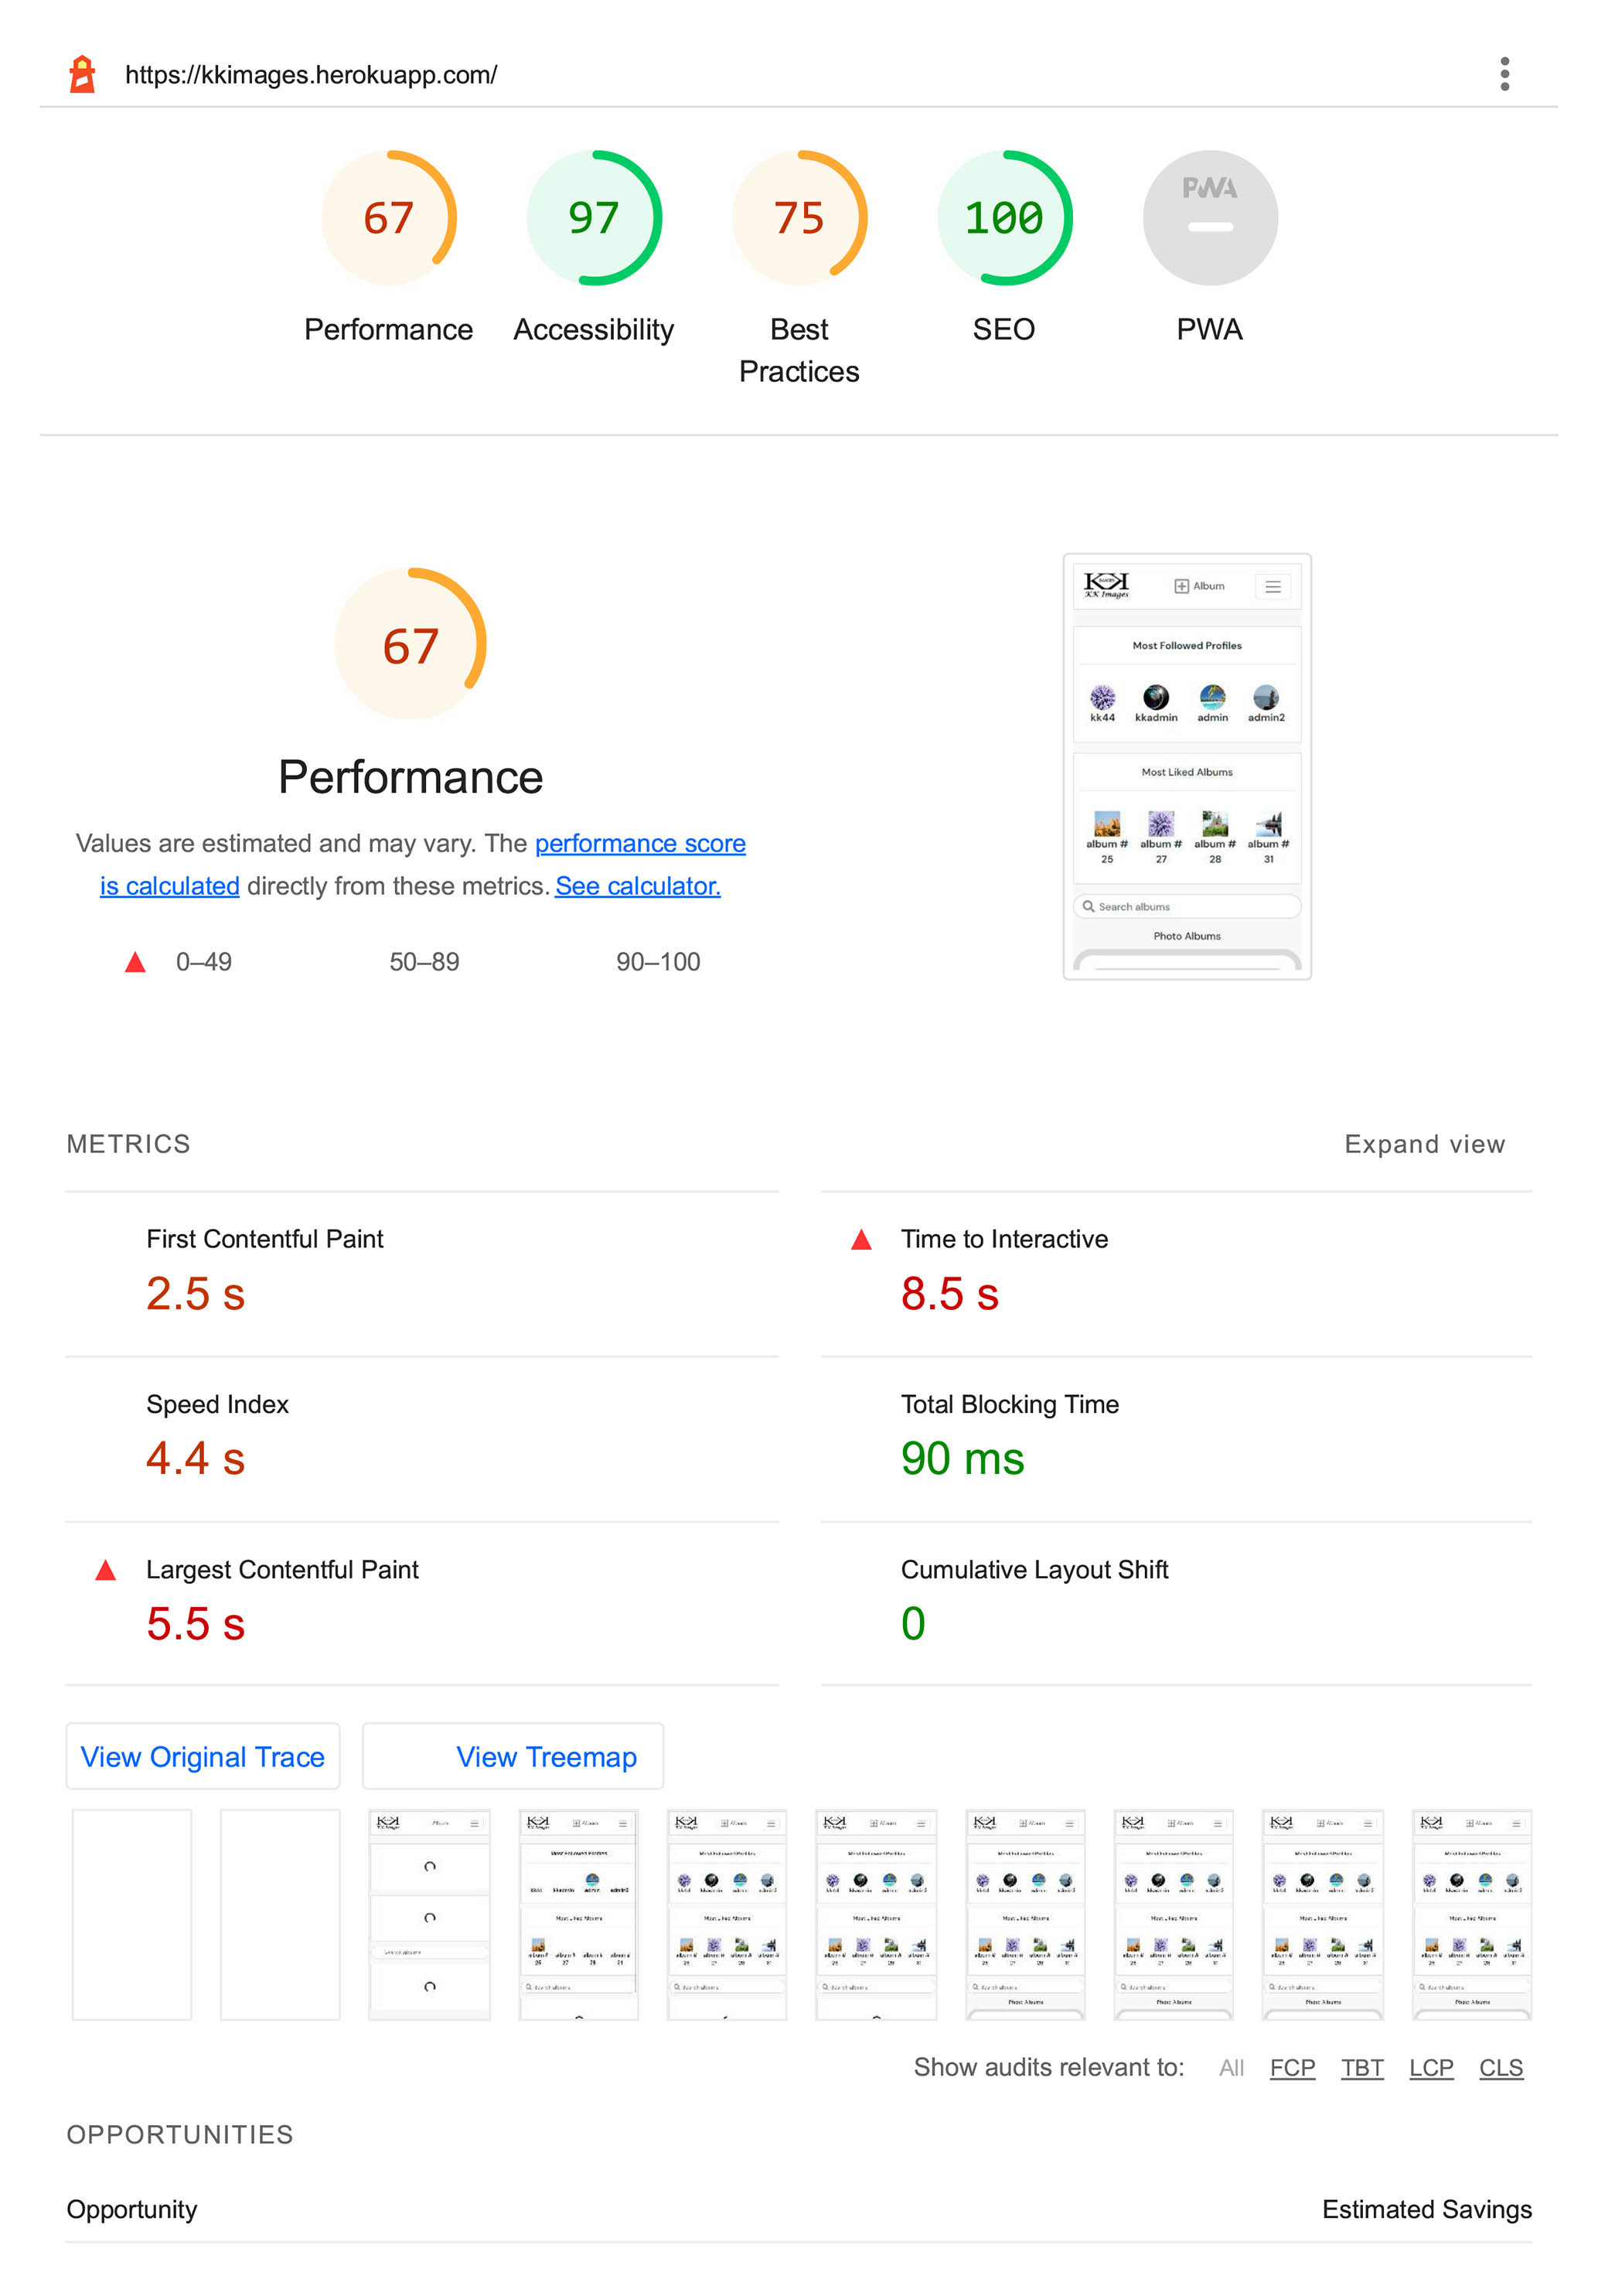 https://kkimages.herokuapp.com/
67
97
75
100
PWA
Performance
Accessibility
Best
Practices
SEO
PWA
67
Performance
Values are estimated and may vary. The performance score
is calculated directly from these metrics. See calculator.
0–49
50–89
90–100
KK Images
Album
Most Followed Profiles
kk44 kkadmin admin admin2
Most Liked Albums
album # album # album # album #
25 27 28 31
Search albums
Photo Albums
METRICS
Expand view
First Contentful Paint
2.5 s
Time to Interactive
8.5 s
Speed Index
4.4 s
Total Blocking Time
90 ms
Largest Contentful Paint
5.5 s
Cumulative Layout Shift
0
View Original Trace
View Treemap
Show audits relevant to: All FCP TBT LCP CLS
OPPORTUNITIES
Opportunity
Estimated Savings